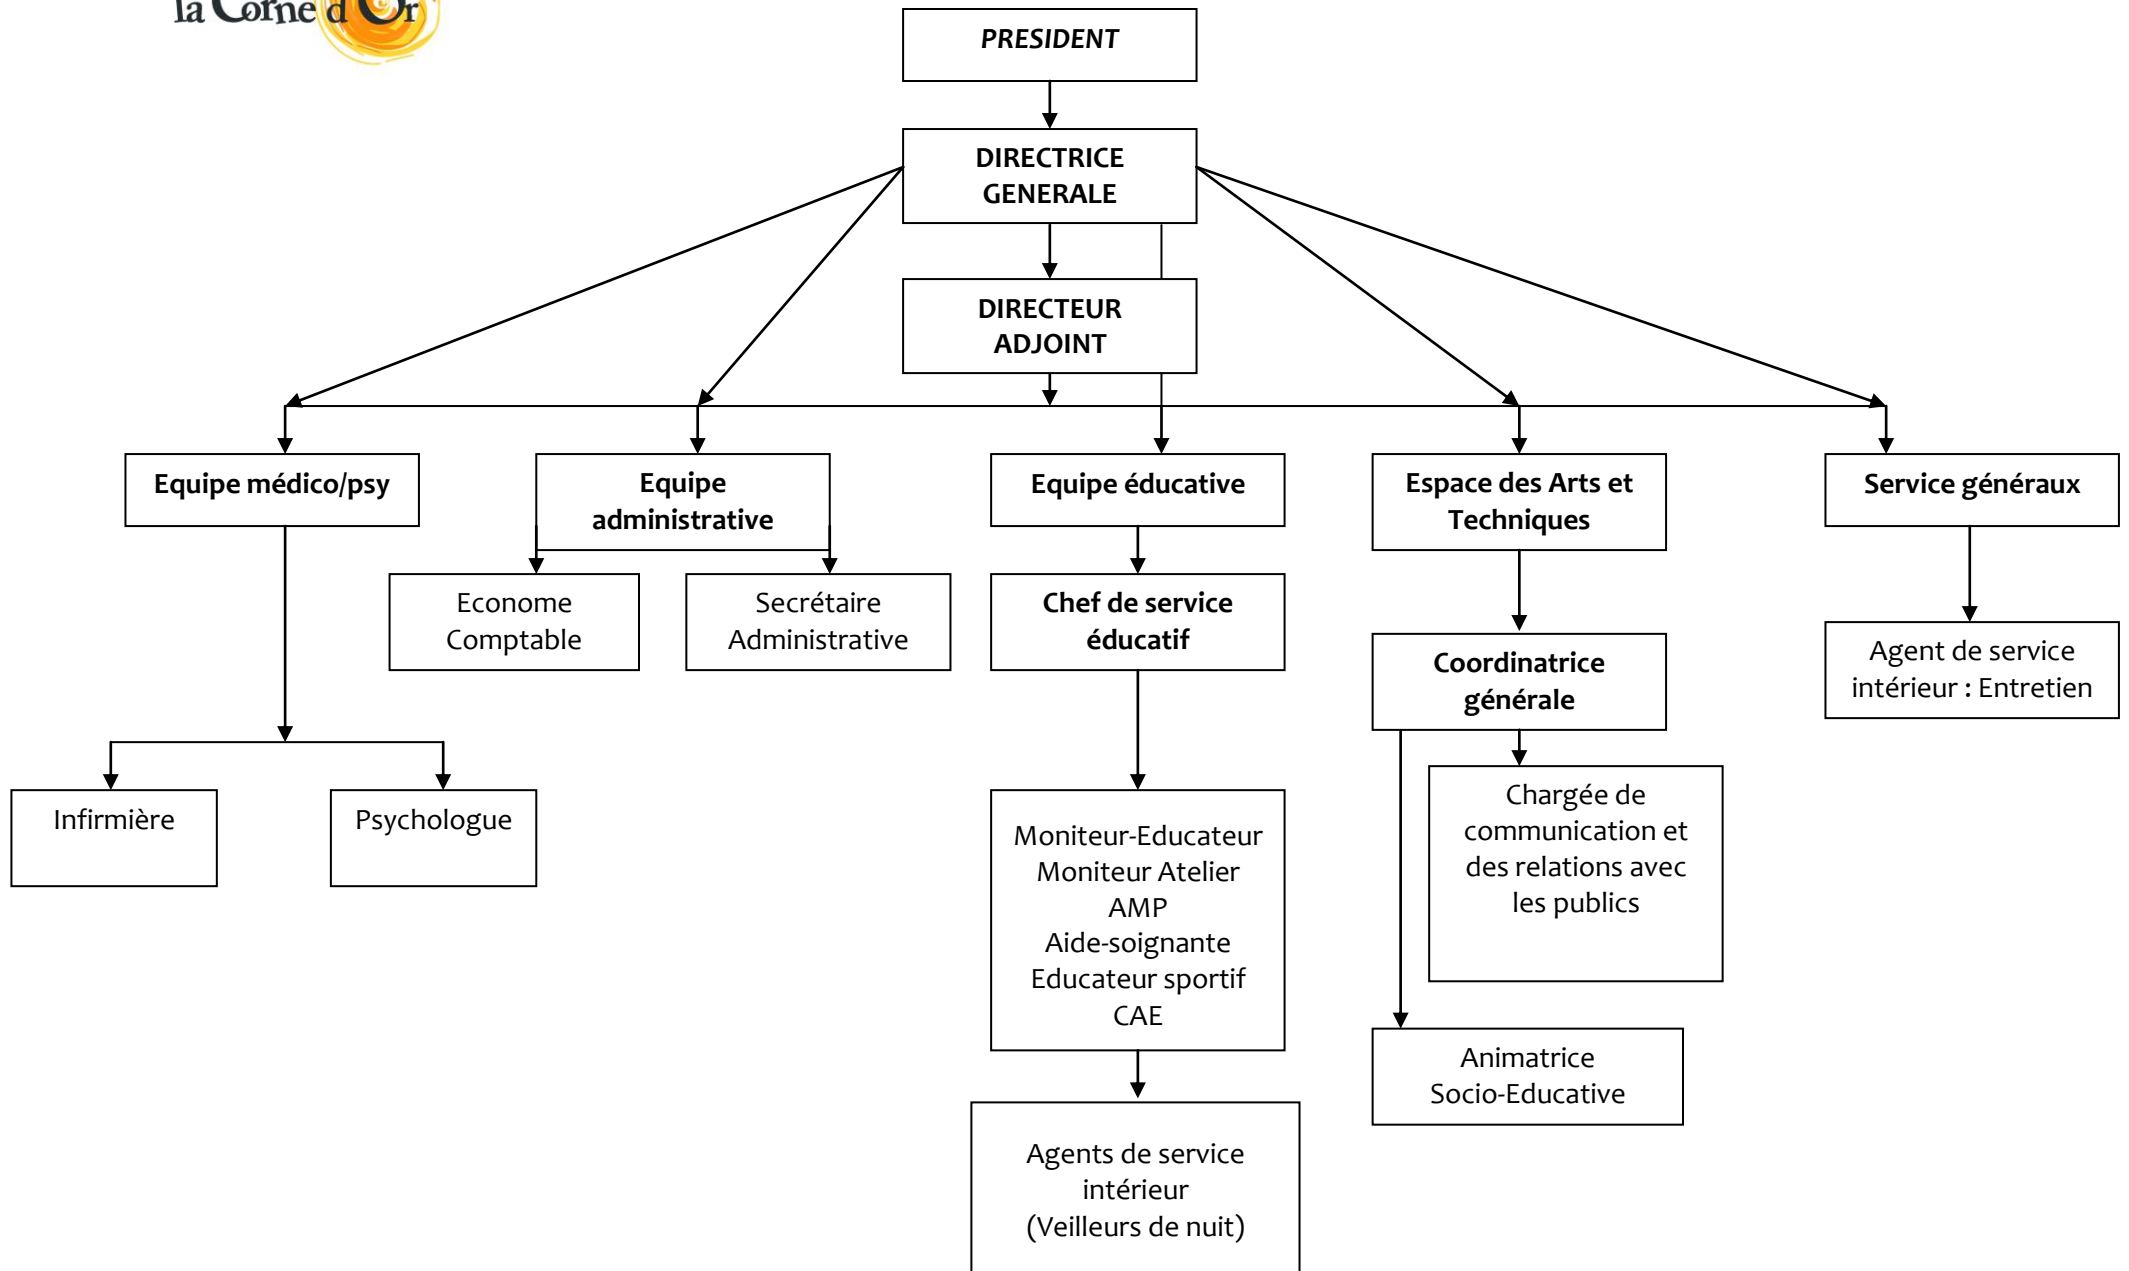 la Corne d'Or
PRESIDENT
DIRECTRICE
GENERALE
DIRECTEUR
ADJOINT
Equipe médico/psy
Equipe
administrative
Equipe éducative
Espace des Arts et
Techniques
Service généraux
Econome
Comptable
Secrétaire
Administrative
Chef de service
éducatif
Coordinatrice
générale
Agent de service
intérieur : Entretien
Infirmière
Psychologue
Moniteur-Educateur
Moniteur Atelier
AMP
Aide-soignante
Educateur sportif
CAE
Chargée de
communication et
des relations avec
les publics
Animatrice
Socio-Educative
Agents de service
intérieur
(Veilleurs de nuit)